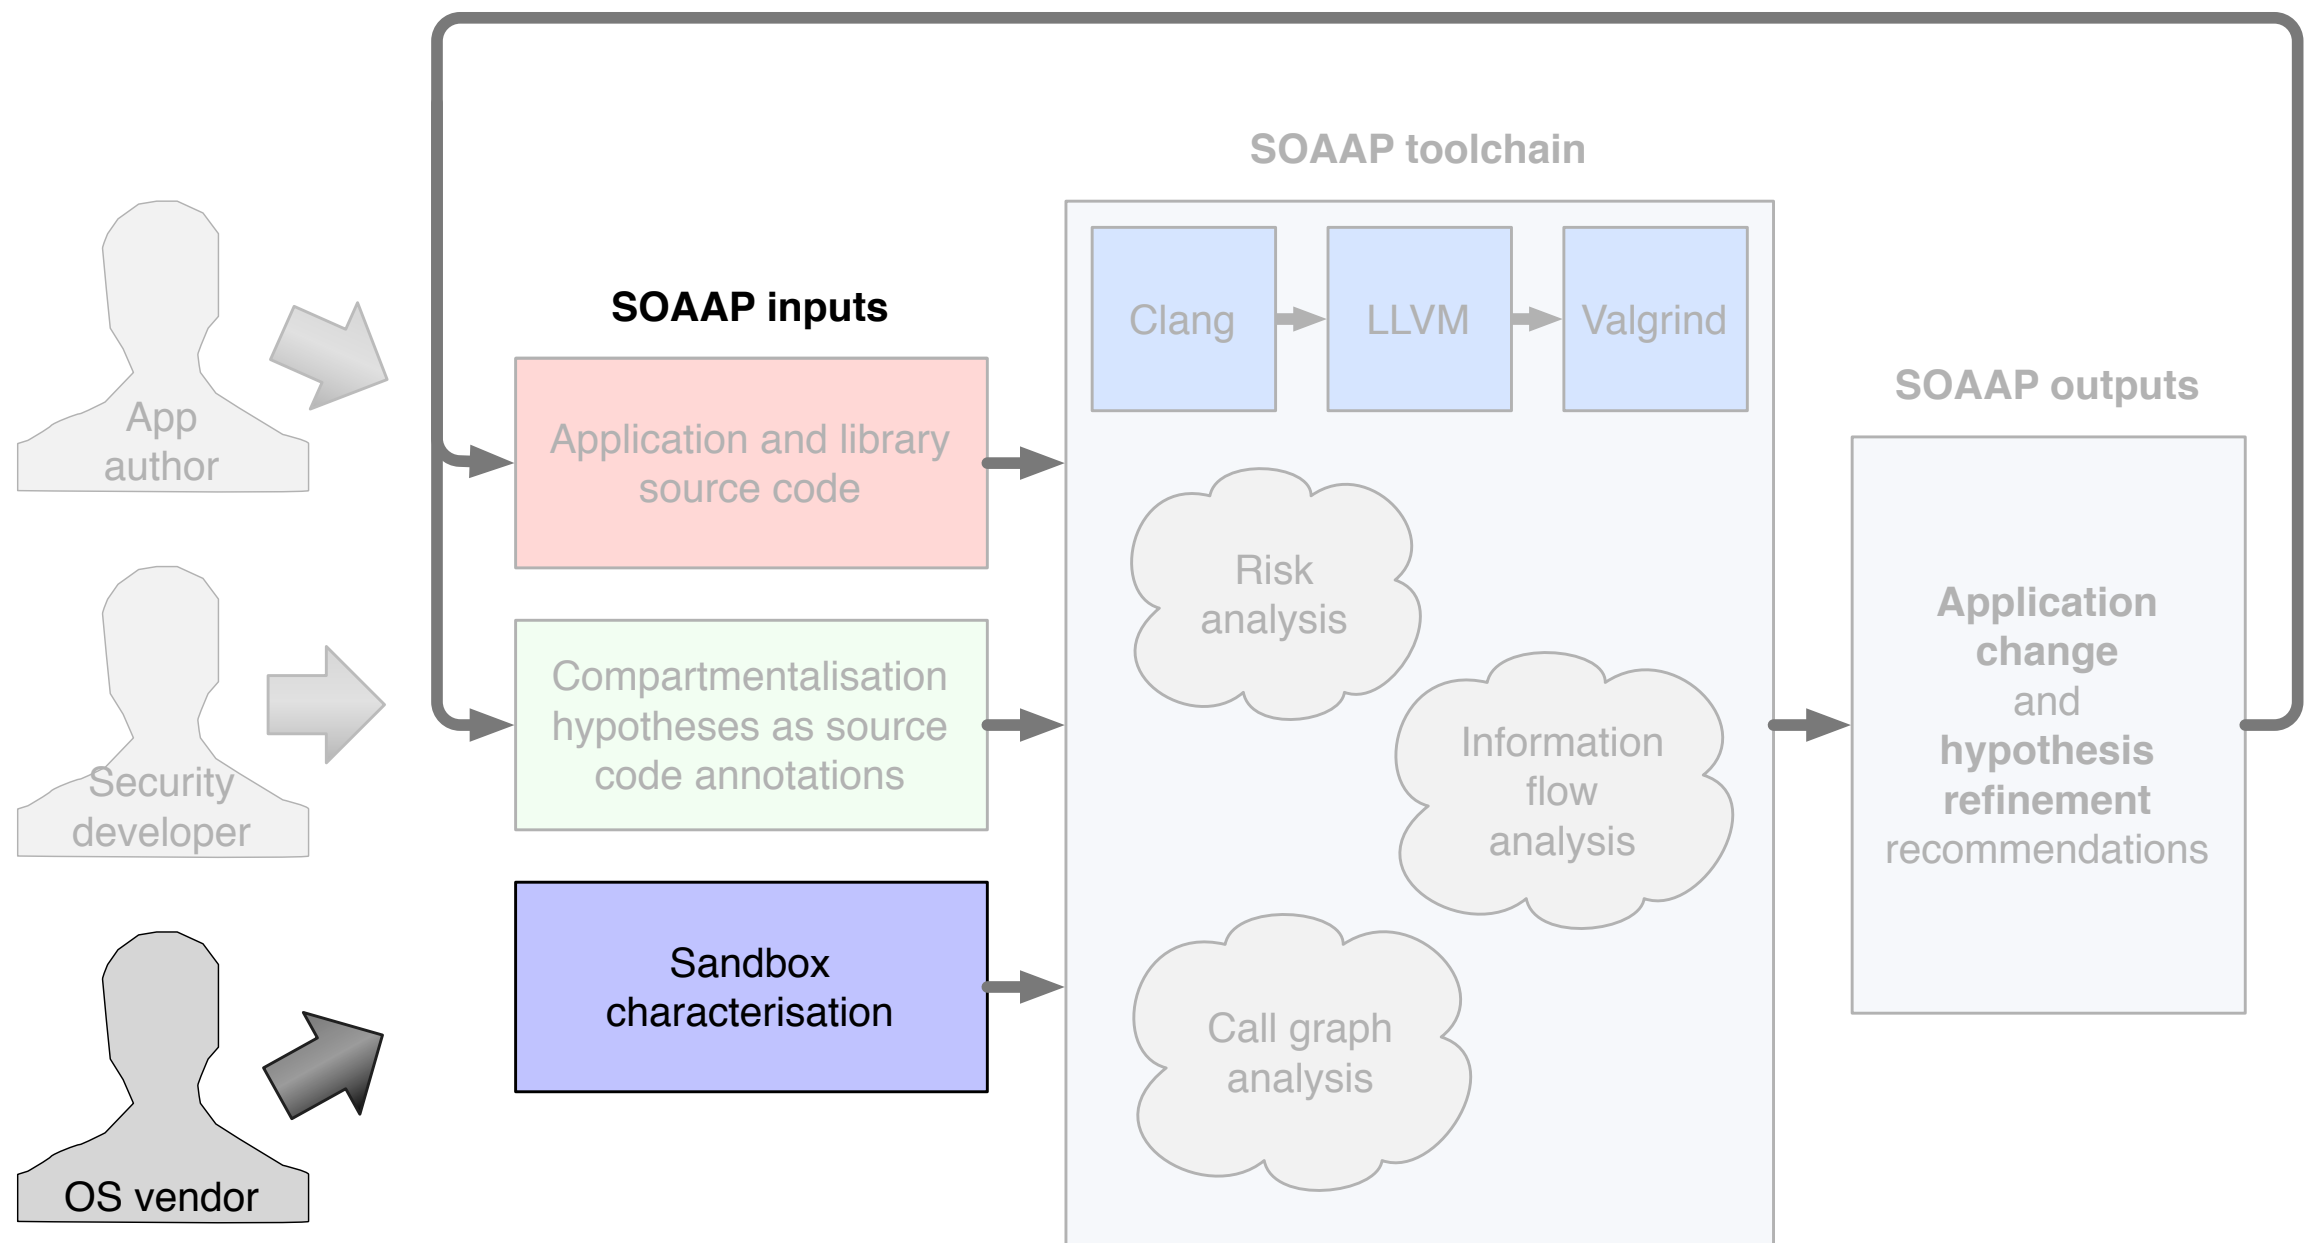 SOAAP toolchain
SOAAP inputs
SOAAP outputs
App
author
Security
developer
OS vendor
Application and library
source code
Compartmentalisation
hypotheses as source
code annotations
Sandbox
characterisation
Clang
LLVM
Valgrind
Risk
analysis
Information
flow
analysis
Call graph
analysis
Application
change
and
hypothesis
refinement
recommendations